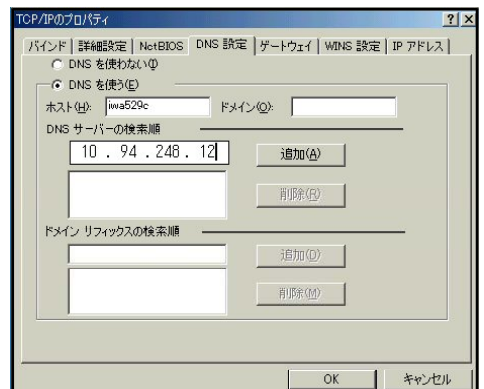 TCP/IPのプロパティ
バインド 詳細設定 NetBIOS DNS 設定 ゲートウェイ WINS 設定 IP アドレス
DNS を使わない(I)
DNS を使う(E)
ホスト(H): iwa529c ドメイン(O):
DNS サーバーの検索順
10 . 94 . 248 . 12 追加(A)
削除(R)
ドメイン リフィックスの検索順
追加(D)
削除(M)
OK キャンセル